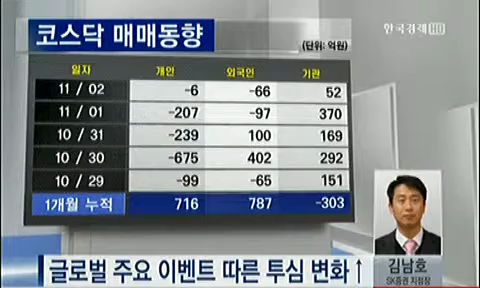 코스닥 매매동향
한국경제 HD
(단위: 억원)
일자 개인 외국인 기관
11 / 02 -6 -66 52
11 / 01 -207 -97 370
10 / 31 -239 100 169
10 / 30 -675 402 292
10 / 29 -99 -65 151
1개월 누적 716 787 -303
김남호
SK증권 지점장
글로벌 주요 이벤트 따른 투심 변화↑